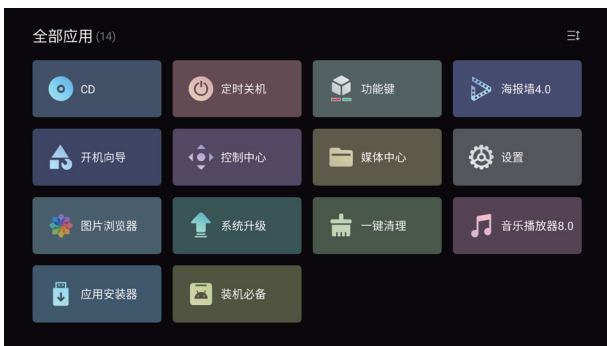 全部应用 (14)
CD
定时关机
功能键
海报墙4.0
开机向导
控制中心
媒体中心
设置
图片浏览器
系统升级
一键清理
音乐播放器8.0
应用安装器
装机必备